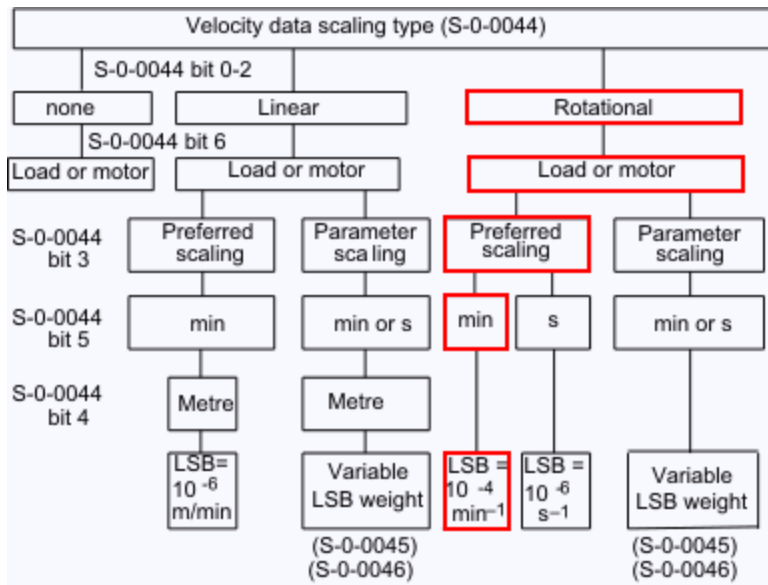 Velocity data scaling type (S-0-0044)
S-0-0044 bit 0-2
none
Linear
Rotational
S-0-0044 bit 6
Load or motor
Load or motor
Load or motor
S-0-0044
bit 3
Preferred
scaling
Parameter
sca ling
Preferred
scaling
Parameter
scaling
S-0-0044
bit 5
min
min or s
min
s
min or s
S-0-0044
bit 4
Metre
Metre
LSB=
10 -6
m/min
Variable
LSB weight
LSB =
10 -4
min–1
LSB =
10 -6
s–1
Variable
LSB weight
(S-0-0045)
(S-0-0046)
(S-0-0045)
(S-0-0046)